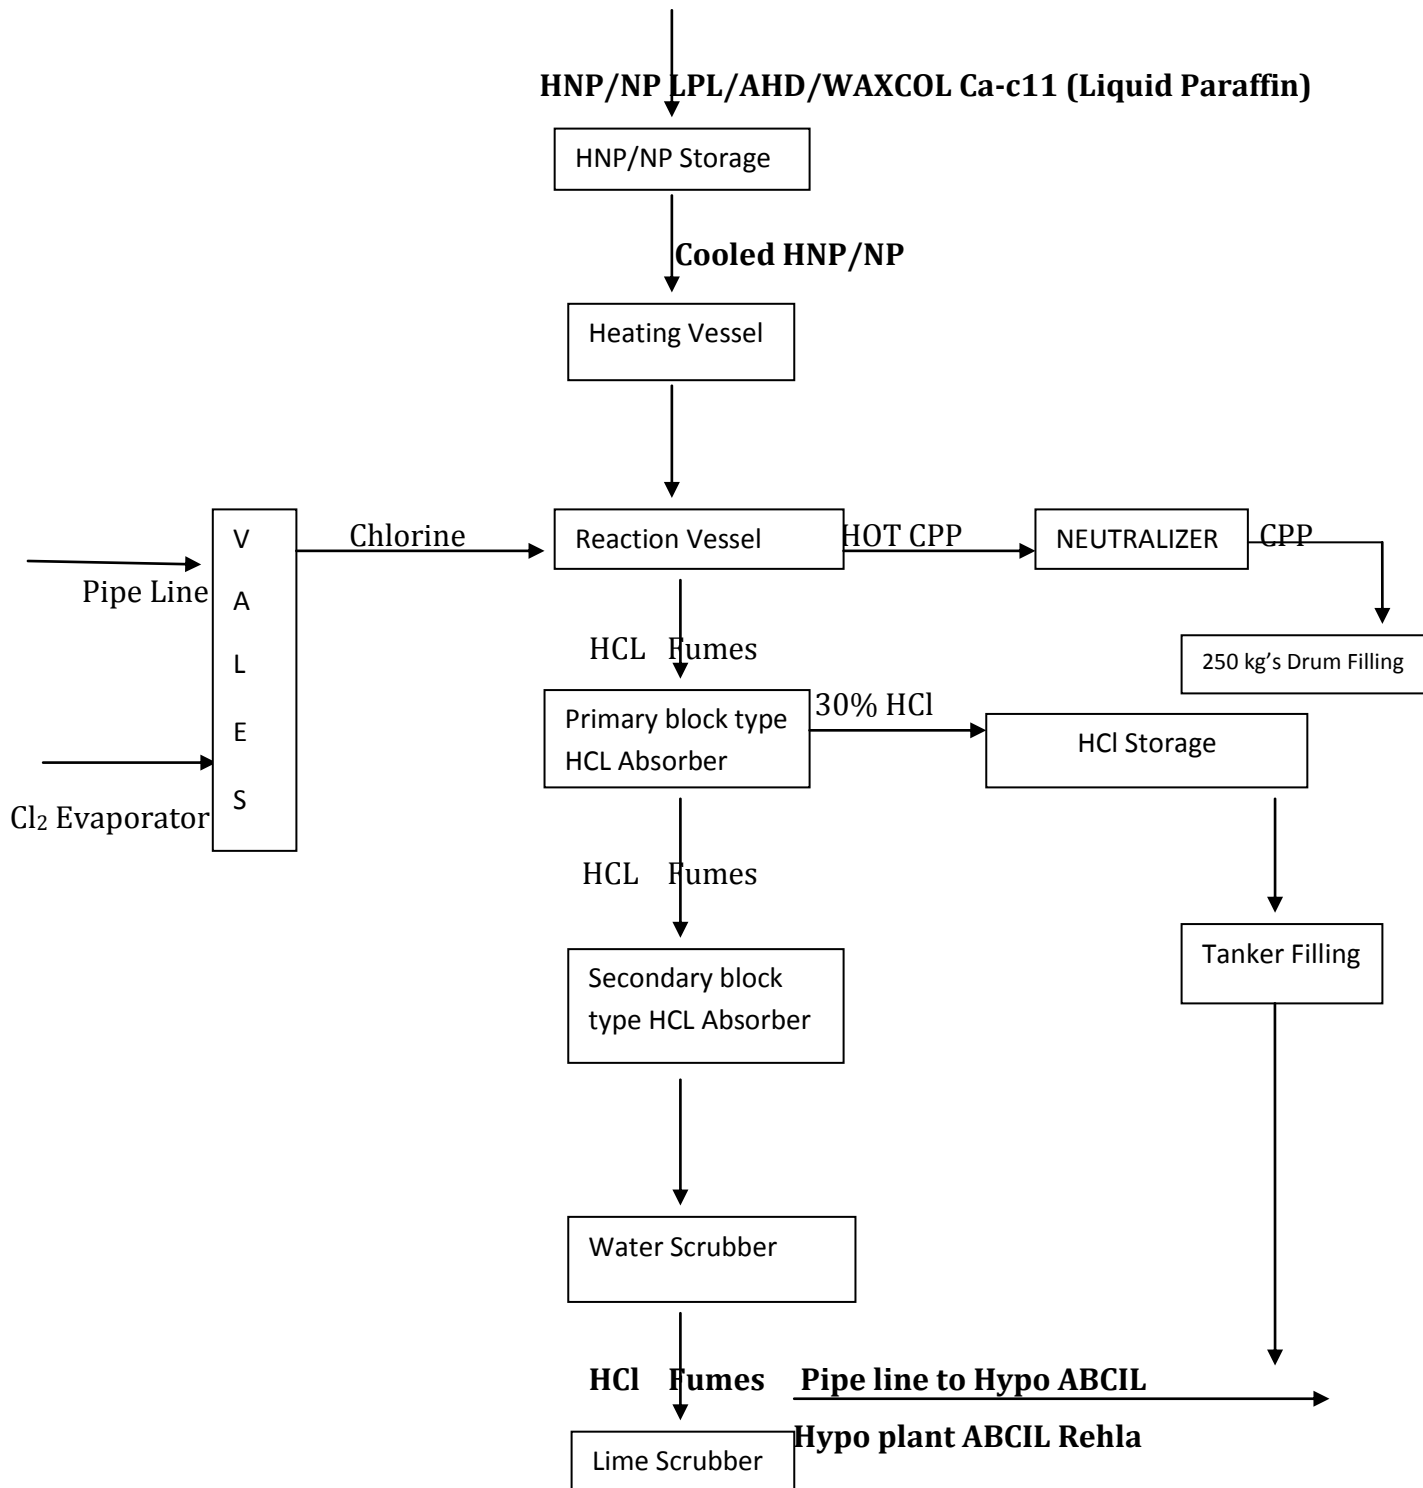 HNP/NP LPL/AHD/WAXCOL Ca-c11 (Liquid Paraffin)
HNP/NP Storage
Cooled HNP/NP
Heating Vessel
V
A
L
E
S
Pipe Line
Cl₂ Evaporator
Chlorine
Reaction Vessel
HOT CPP
NEUTRALIZER
CPP
250 kg’s Drum Filling
HCL Fumes
Primary block type
HCL Absorber
30% HCl
HCl Storage
HCL Fumes
Tanker Filling
Secondary block
type HCL Absorber
Water Scrubber
HCl Fumes
Pipe line to Hypo ABCIL
Hypo plant ABCIL Rehla
Lime Scrubber